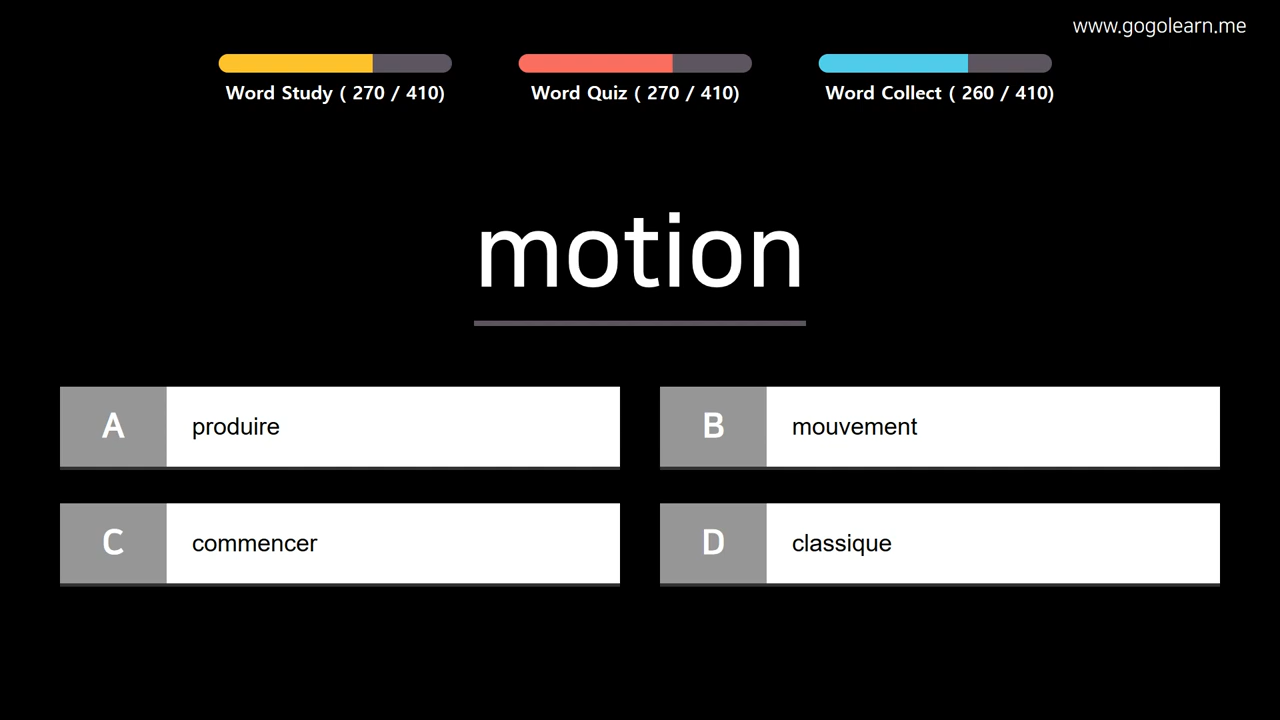 www.gogolearn.me
Word Study ( 270 / 410)
Word Quiz ( 270 / 410)
Word Collect ( 260 / 410)
motion
A produire
B mouvement
C commencer
D classique